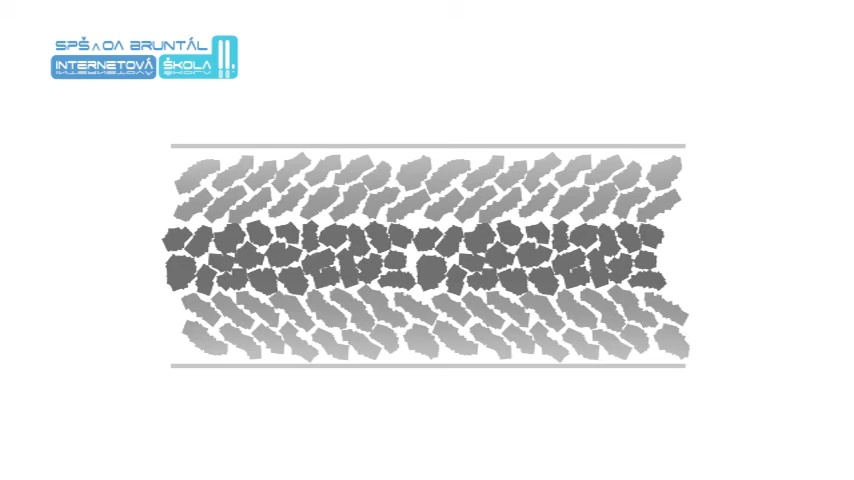 SPŠ A OA BRUNTÁL
INTERNETOVÁ ŠKOLA